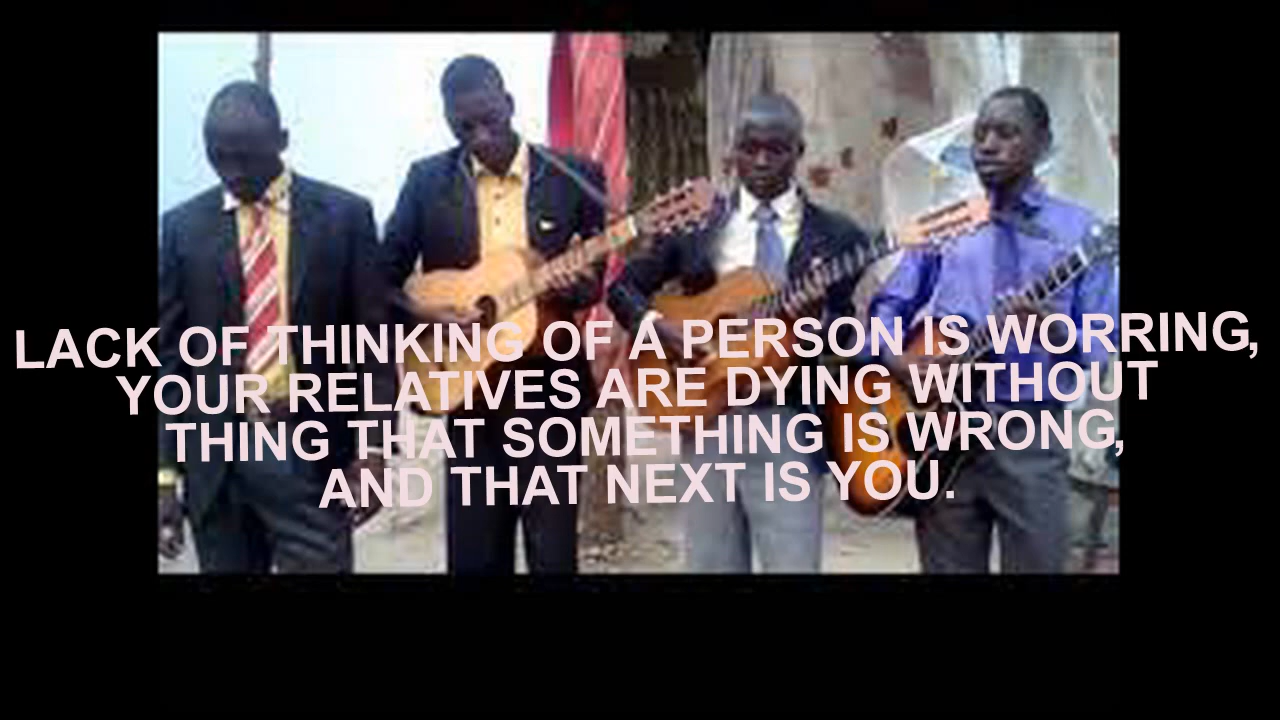 LACK OF THINKING OF A PERSON IS WORRING,
YOUR RELATIVES ARE DYING WITHOUT
THING THAT SOMETHING IS WRONG,
AND THAT NEXT IS YOU.